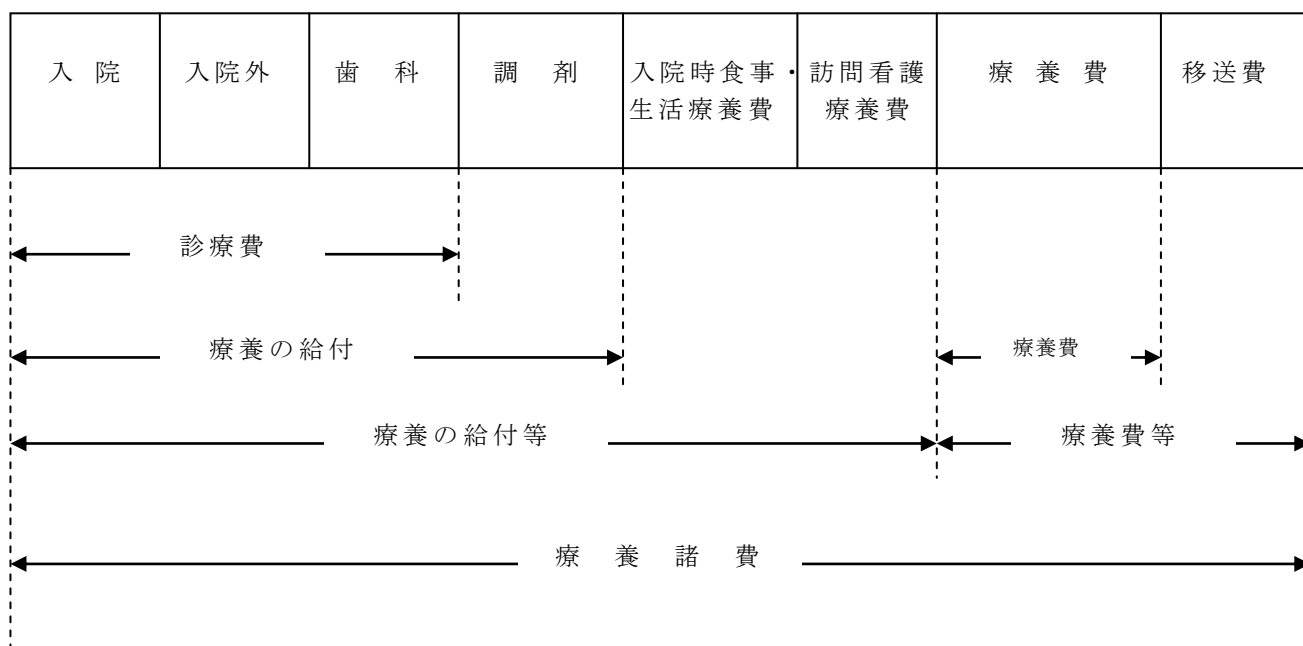 入院
入院外
歯科
調剤
入院時食事・
生活療養費
訪問看護
療養費
療養費
移送費
診療費
療養の給付
療養費
療養の給付等
療養費等
療養諸費